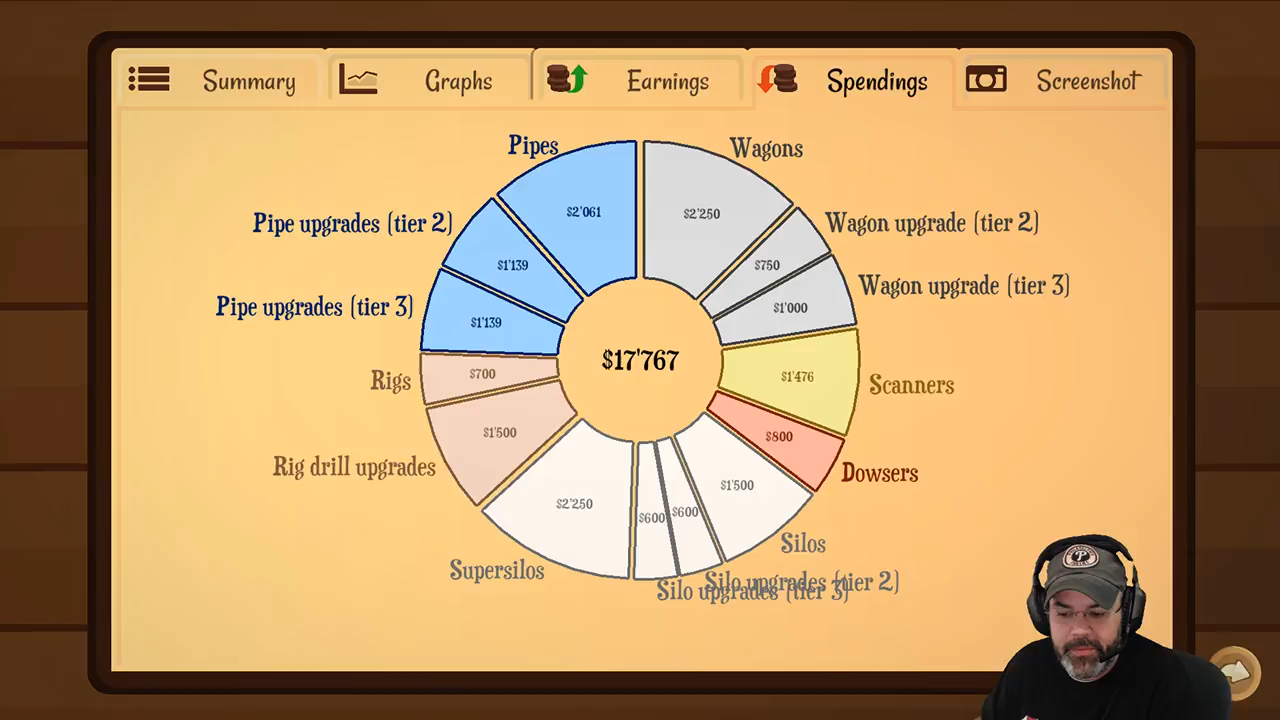 Summary
Graphs
Earnings
Spendings
Screenshot
Pipes
Wagons
$2'061
$2'250
Pipe upgrades (tier 2)
Wagon upgrade (tier 2)
$1'139
$750
Pipe upgrades (tier 3)
Wagon upgrade (tier 3)
$1'139
$1'000
$17'767
Rigs
$700
$1'476
Scanners
Rig drill upgrades
$1'500
$800
Dowsers
$2'250
$600
$600
$1'500
Supersilos
Silos
Silo upgrades (tier 2)
Silo upgrades (tier 3)
P